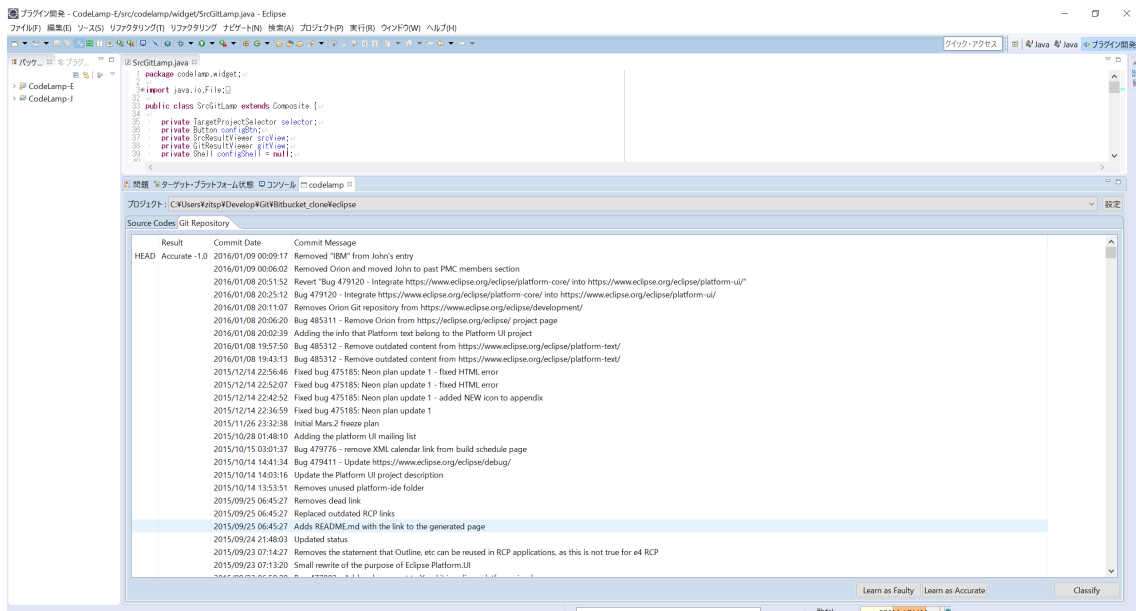 プラグイン開発 - CodeLamp-E/src/codelamp/widget/SrcGitLamp.java - Eclipse
ファイル(F) 編集(E) ソース(S) リファクタリング(T) リファクタリング ナビゲート(N) 検索(A) プロジェクト(P) 実行(R) ウィンドウ(W) ヘルプ(H)
クイック・アクセス Java Java プラグイン開発
パッケ... プラグ...
CodeLamp-E
CodeLamp-J
SrcGitLamp.java
1 package codelamp.widget;
2
3 import java.io.File;
32
33 public class SrcGitLamp extends Composite {
34
35 private TargetProjectSelector selector;
36 private Button configBtn;
37 private SrcResultViewer srcView;
38 private GitResultViewer gitView;
39 private Shell configShell = null;
40
問題 ターゲット・プラットフォーム状態 コンソール codelamp
プロジェクト : C:¥Users¥zitsp¥Develop¥Git¥Bitbucket_clone¥eclipse 設定
Source Codes Git Repository
Result Commit Date Commit Message
HEAD Accurate -1.0 2016/01/09 00:09:17 Removed "IBM" from John's entry
2016/01/09 00:06:02 Removed Orion and moved John to past PMC members section
2016/01/08 20:51:52 Revert "Bug 479120 - Integrate https://www.eclipse.org/eclipse/platform-core/ into https://www.eclipse.org/eclipse/platform-ui/"
2016/01/08 20:25:12 Bug 479120 - Integrate https://www.eclipse.org/eclipse/platform-core/ into https://www.eclipse.org/eclipse/platform-ui/
2016/01/08 20:11:07 Removes Orion Git repository from https://www.eclipse.org/eclipse/development/
2016/01/08 20:06:20 Bug 485311 - Remove Orion from https://eclipse.org/eclipse/ project page
2016/01/08 20:02:39 Adding the info that Platform text belong to the Platform UI project
2016/01/08 19:57:50 Bug 485312 - Remove outdated content from https://www.eclipse.org/eclipse/platform-text/
2016/01/08 19:43:13 Bug 485312 - Remove outdated content from https://www.eclipse.org/eclipse/platform-text/
2015/12/14 22:56:46 Fixed bug 475185: Neon plan update 1 - fixed HTML error
2015/12/14 22:52:07 Fixed bug 475185: Neon plan update 1 - fixed HTML error
2015/12/14 22:42:52 Fixed bug 475185: Neon plan update 1 - added NEW icon to appendix
2015/12/14 22:36:59 Fixed bug 475185: Neon plan update 1
2015/11/26 23:32:38 Initial Mars.2 freeze plan
2015/10/28 01:48:10 Adding the platform UI mailing list
2015/10/15 03:01:37 Bug 479776 - remove XML calendar link from build schedule page
2015/10/14 14:41:34 Bug 479411 - Update https://www.eclipse.org/eclipse/debug/
2015/10/14 14:03:16 Update the Platform UI project description
2015/10/14 13:53:51 Removes unused platform-ide folder
2015/09/25 06:45:27 Removes dead link
2015/09/25 06:45:27 Replaced outdated RCP links
2015/09/25 06:45:27 Adds README.md with the link to the generated page
2015/09/24 21:48:03 Updated status
2015/09/23 07:14:27 Removes the statement that Outline, etc can be reused in RCP applications, as this is not true for e4 RCP
2015/09/23 07:13:20 Small rewrite of the purpose of Eclipse Platform.UI
Learn as Faulty Learn as Accurate Classify